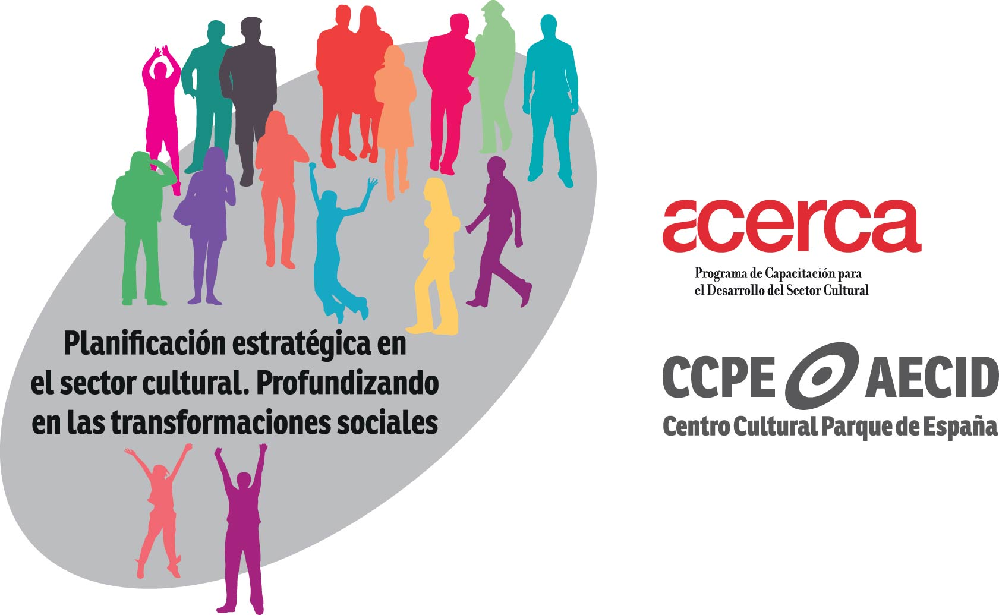 Planificación estratégica en
el sector cultural. Profundizando
en las transformaciones sociales
acerca
Programa de Capacitación para
el Desarrollo del Sector Cultural
CCPE AECID
Centro Cultural Parque de España